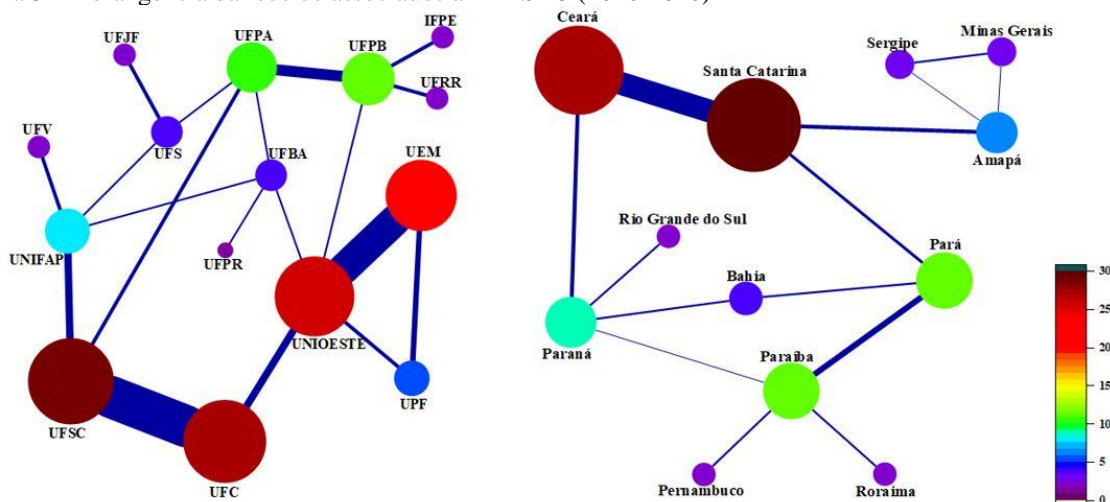 UFJF
UFPA
UFPB
IFPE
UFRR
UFV
UFS
UFBA
UEM
UNIFAP
UFPR
UNIOESTE
UPF
UFSC
UFC
Ceará
Santa Catarina
Sergipe
Minas Gerais
Amapá
Rio Grande do Sul
Bahia
Pará
Paraná
Paraiba
Pernambuco
Roraima
30
25
20
15
10
5
0